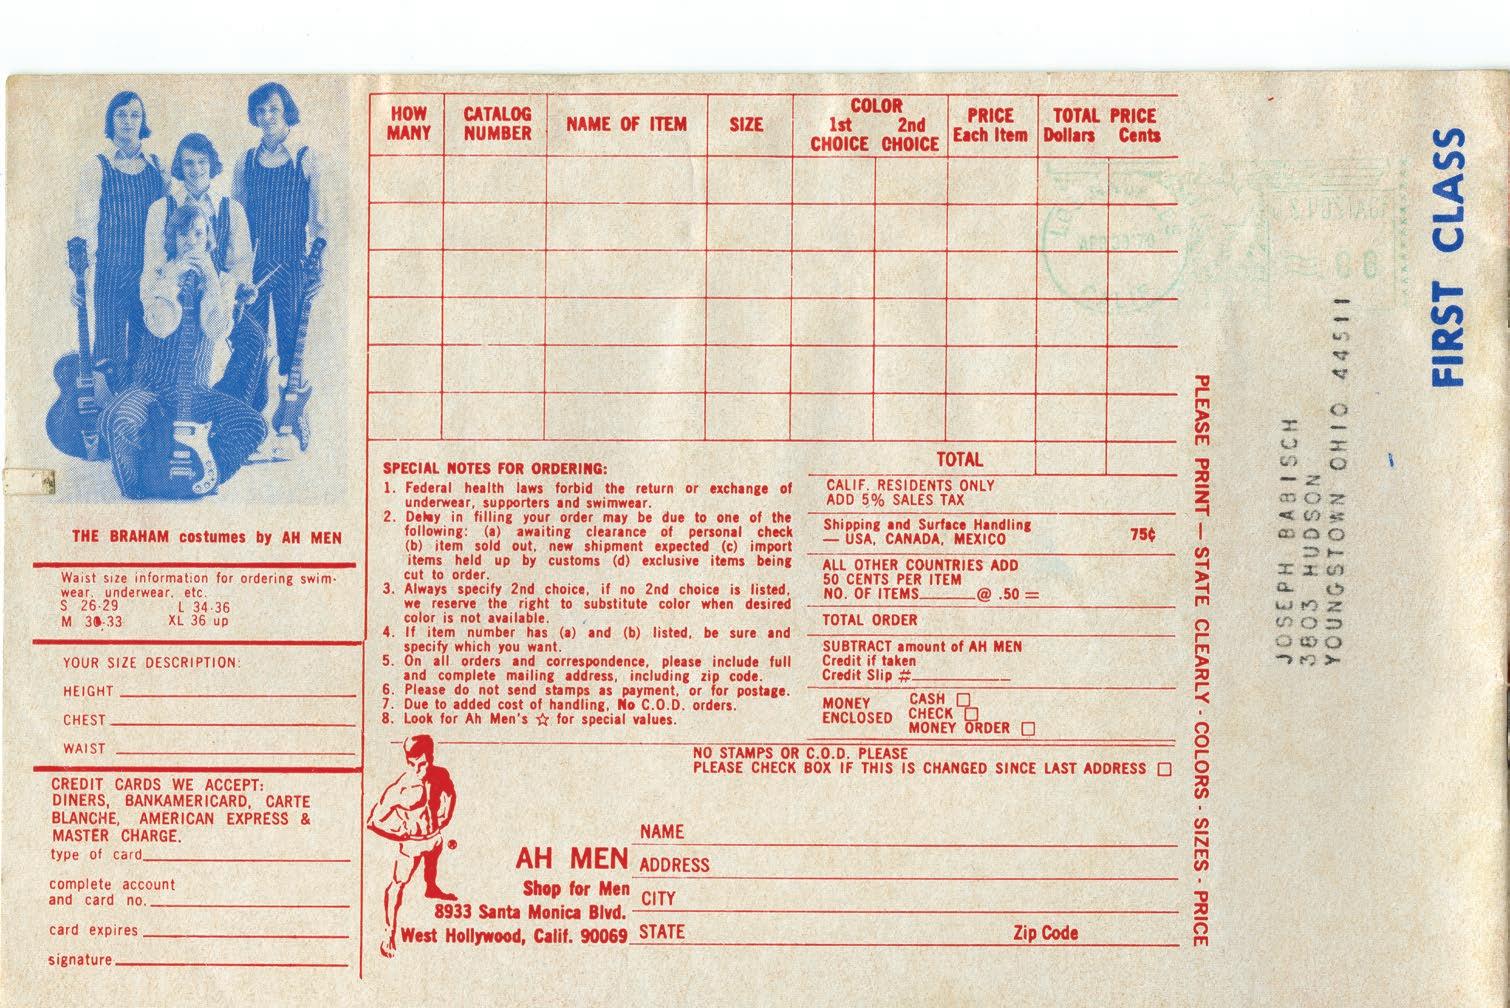 THE BRAHAM costumes by AH MEN
Waist size information for ordering swim-
wear, underwear, etc.
S 26-29 L 34-36
M 30-33 XL 36 up
YOUR SIZE DESCRIPTION:
HEIGHT
CHEST
WAIST
CREDIT CARDS WE ACCEPT:
DINERS, BANKAMERICARD, CARTE
BLANCHE, AMERICAN EXPRESS &
MASTER CHARGE.
type of card
complete account
and card no.
card expires
signature
HOW MANY
CATALOG NUMBER
NAME OF ITEM
SIZE
COLOR
1st CHOICE
2nd CHOICE
PRICE
Each Item
TOTAL PRICE
Dollars Cents
SPECIAL NOTES FOR ORDERING:
1. Federal health laws forbid the return or exchange of
underwear, supporters and swimwear.
2. Delay in filling your order may be due to one of the
following: (a) awaiting clearance of personal check
(b) item sold out, new shipment expected (c) import
items held up by customs (d) exclusive items being
cut to order.
3. Always specify 2nd choice, if no 2nd choice is listed,
we reserve the right to substitute color when desired
color is not available.
4. If item number has (a) and (b) listed, be sure and
specify which you want.
5. On all orders and correspondence, please include full
and complete mailing address, including zip code.
6. Please do not send stamps as payment, or for postage.
7. Due to added cost of handling, No C.O.D. orders.
8. Look for Ah Men's ☆ for special values.
TOTAL
CALIF. RESIDENTS ONLY
ADD 5% SALES TAX
Shipping and Surface Handling
— USA, CANADA, MEXICO 75¢
ALL OTHER COUNTRIES ADD
50 CENTS PER ITEM
NO. OF ITEMS______@ .50 =
TOTAL ORDER
SUBTRACT amount of AH MEN
Credit if taken
Credit Slip #
MONEY ENCLOSED
CASH □
CHECK □
MONEY ORDER □
NO STAMPS OR C.O.D. PLEASE
PLEASE CHECK BOX IF THIS IS CHANGED SINCE LAST ADDRESS □
®
AH MEN
Shop for Men
8933 Santa Monica Blvd.
West Hollywood, Calif. 90069
NAME
ADDRESS
CITY
STATE Zip Code
PLEASE PRINT — STATE CLEARLY - COLORS - SIZES - PRICE
JOSEPH BABISCH
3803 HUDSON
YOUNGSTOWN OHIO 44511
FIRST CLASS